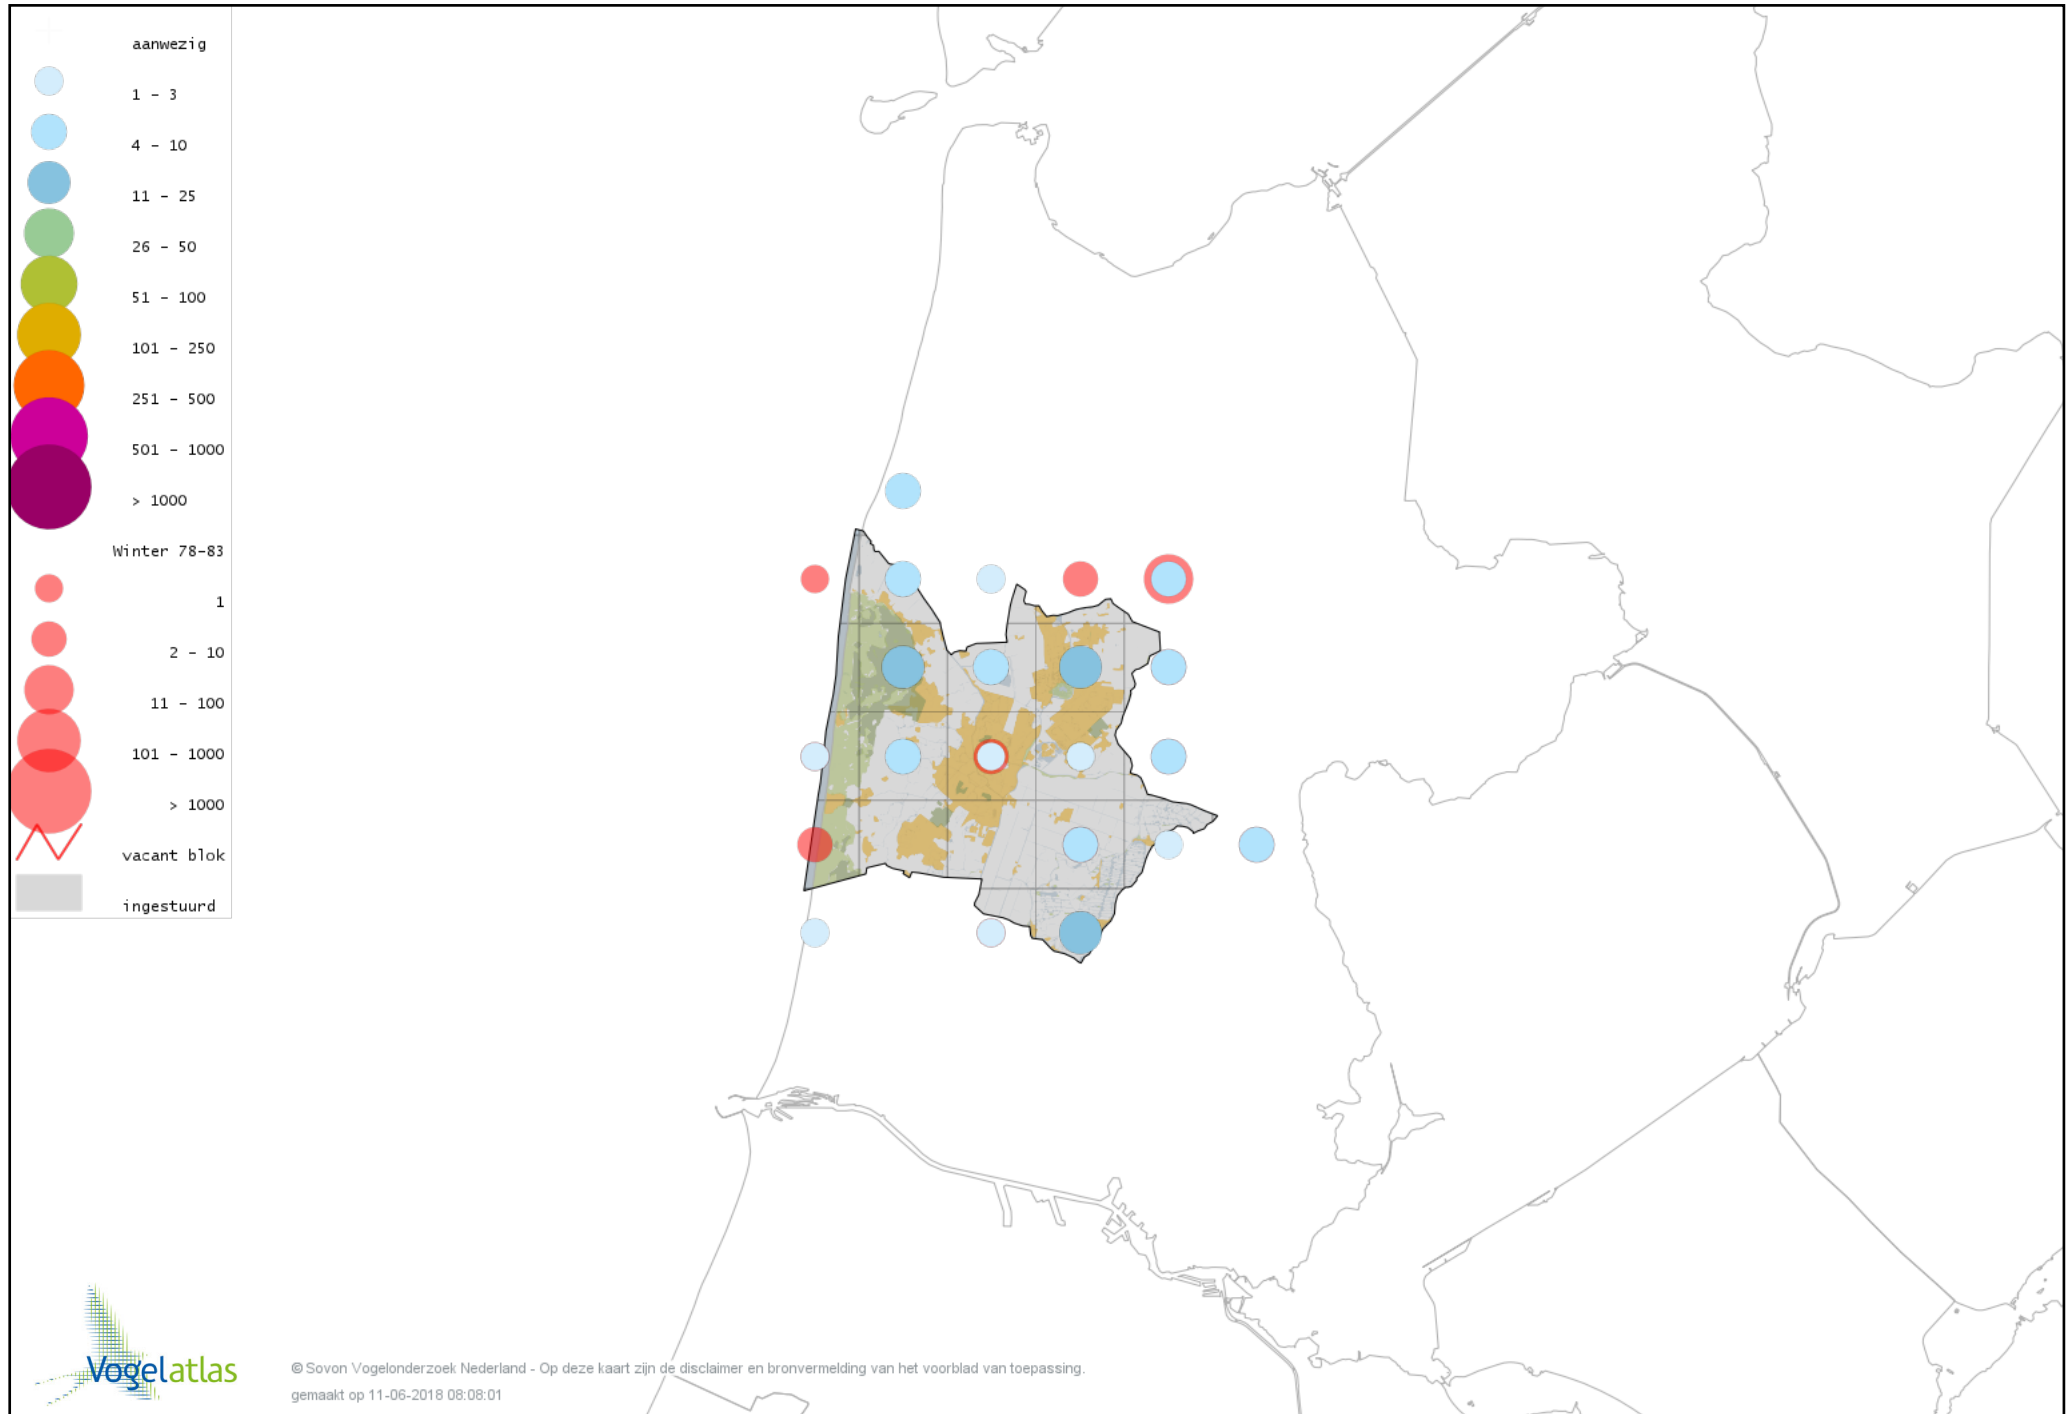 aanwezig
1 - 3
4 - 10
11 - 25
26 - 50
51 - 100
101 - 250
251 - 500
501 - 1000
> 1000
Winter 78-83
1
2 - 10
11 - 100
101 - 1000
> 1000
vacant blok
ingestuurd
Vogelatlas
© Sovon Vogelonderzoek Nederland - Op deze kaart zijn de disclaimer en bronvermelding van het voorblad van toepassing.
gemaakt op 11-06-2018 08:08:01